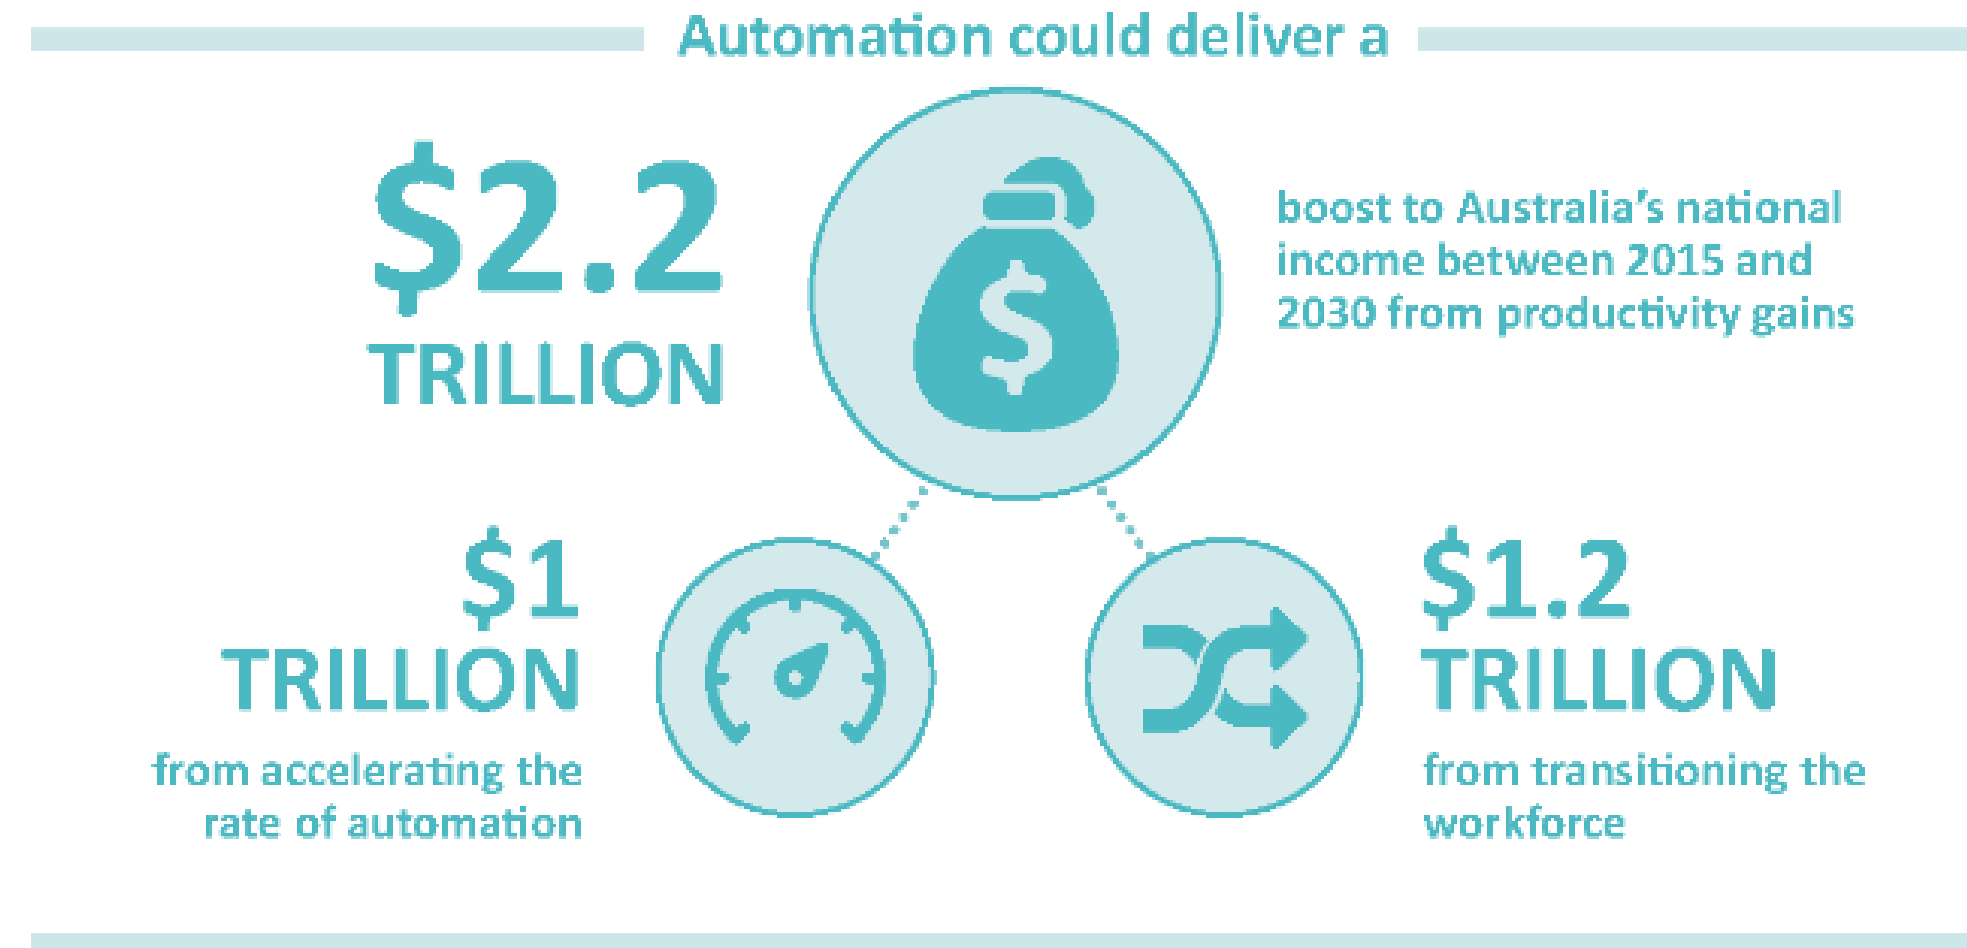 Automation could deliver a
$2.2
TRILLION
boost to Australia’s national
income between 2015 and
2030 from productivity gains
$1
TRILLION
from accelerating the
rate of automation
$1.2
TRILLION
from transitioning the
workforce